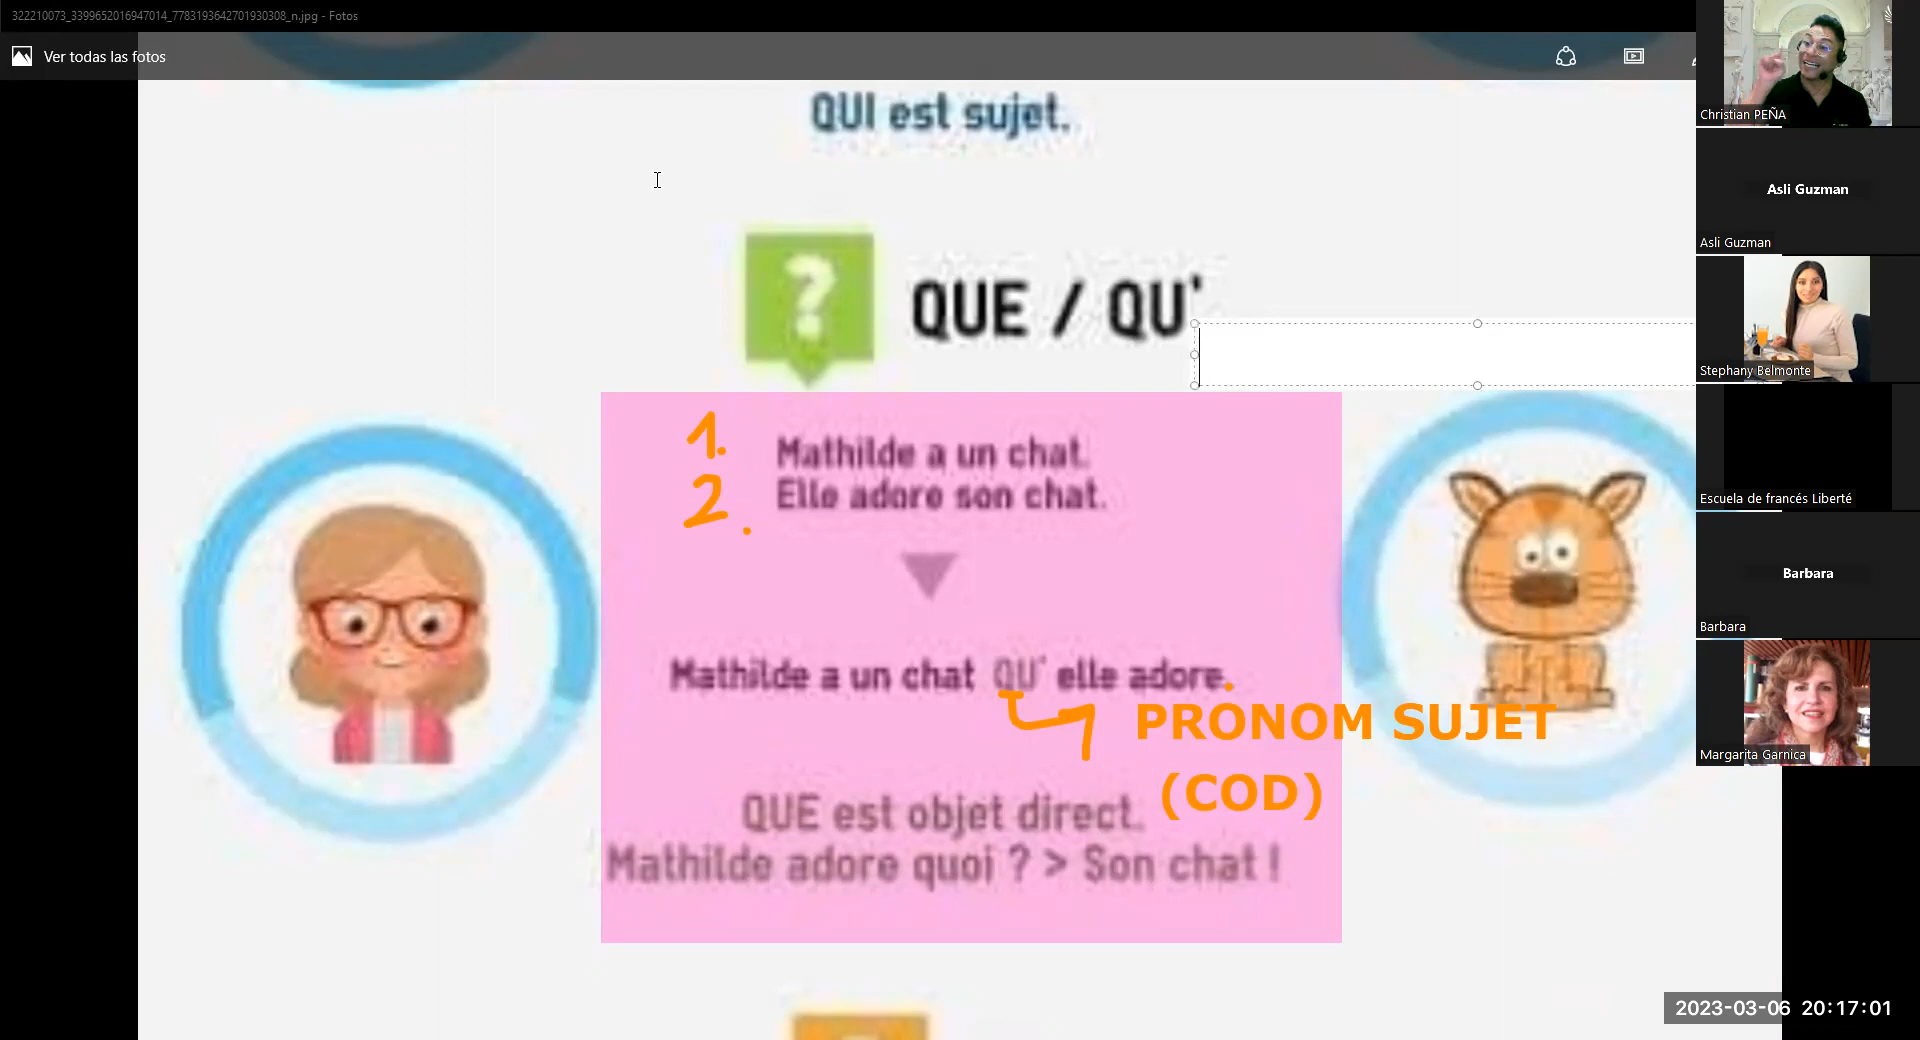 322210073_3399652016947014_7783193642701930308_n.jpg - Fotos
Ver todas las fotos
QUI est sujet.
?
QUE / QU'
1. Mathilde a un chat.
2. Elle adore son chat.
Mathilde a un chat QU' elle adore.
PRONOM SUJET
(COD)
QUE est objet direct.
Mathilde adore quoi ? > Son chat !
Christian PEÑA
Asli Guzman
Asli Guzman
Stephany Belmonte
Escuela de francés Liberté
Barbara
Barbara
Margarita Garnica
2023-03-06 20:17:01